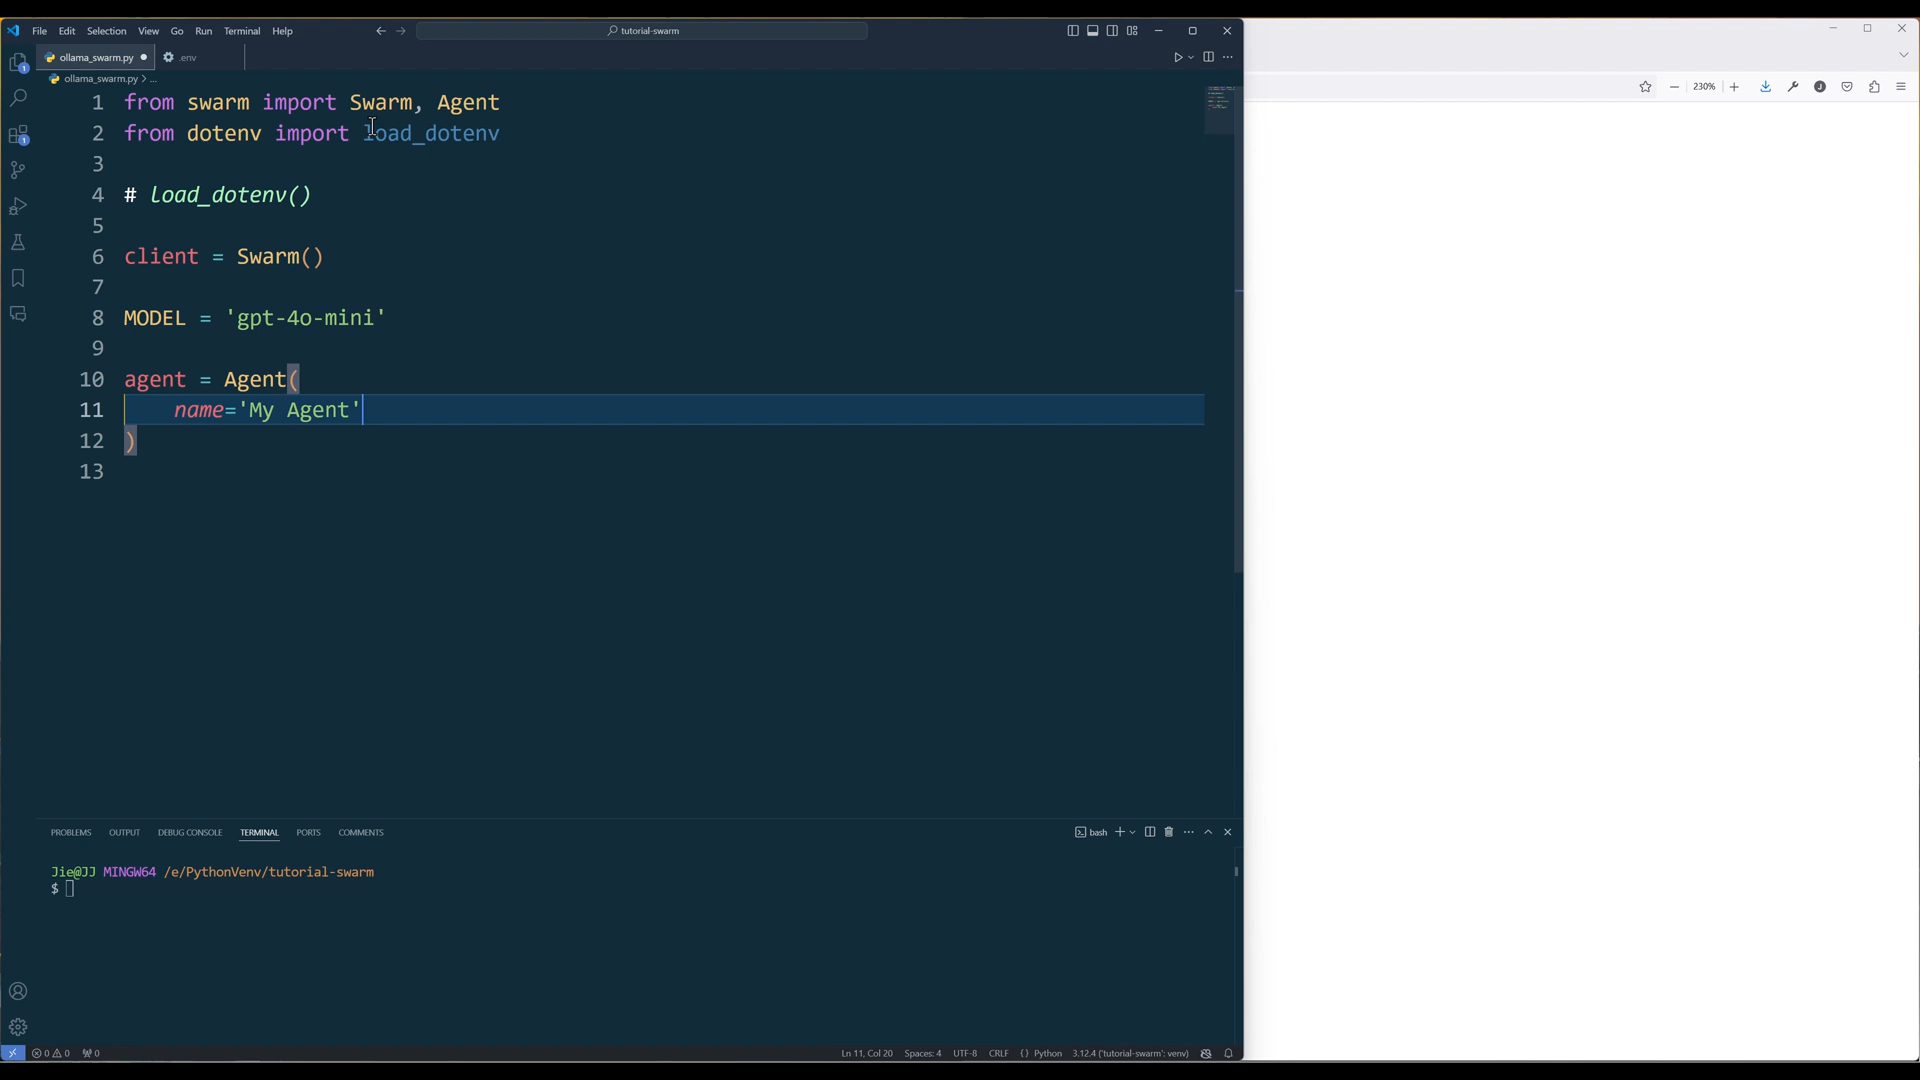 File Edit Selection View Go Run Terminal Help
tutorial-swarm
ollama_swarm.py
.env
ollama_swarm.py > ...
1 from swarm import Swarm, Agent
2 from dotenv import load_dotenv
3
4 # load_dotenv()
5
6 client = Swarm()
7
8 MODEL = 'gpt-4o-mini'
9
10 agent = Agent(
11 name='My Agent'
12 )
13
230%
PROBLEMS OUTPUT DEBUG CONSOLE TERMINAL PORTS COMMENTS
bash
Jie@JJ MINGW64 /e/PythonVenv/tutorial-swarm
$
0 0 0
Ln 11, Col 20 Spaces: 4 UTF-8 CRLF {} Python 3.12.4 ('tutorial-swarm': venv)